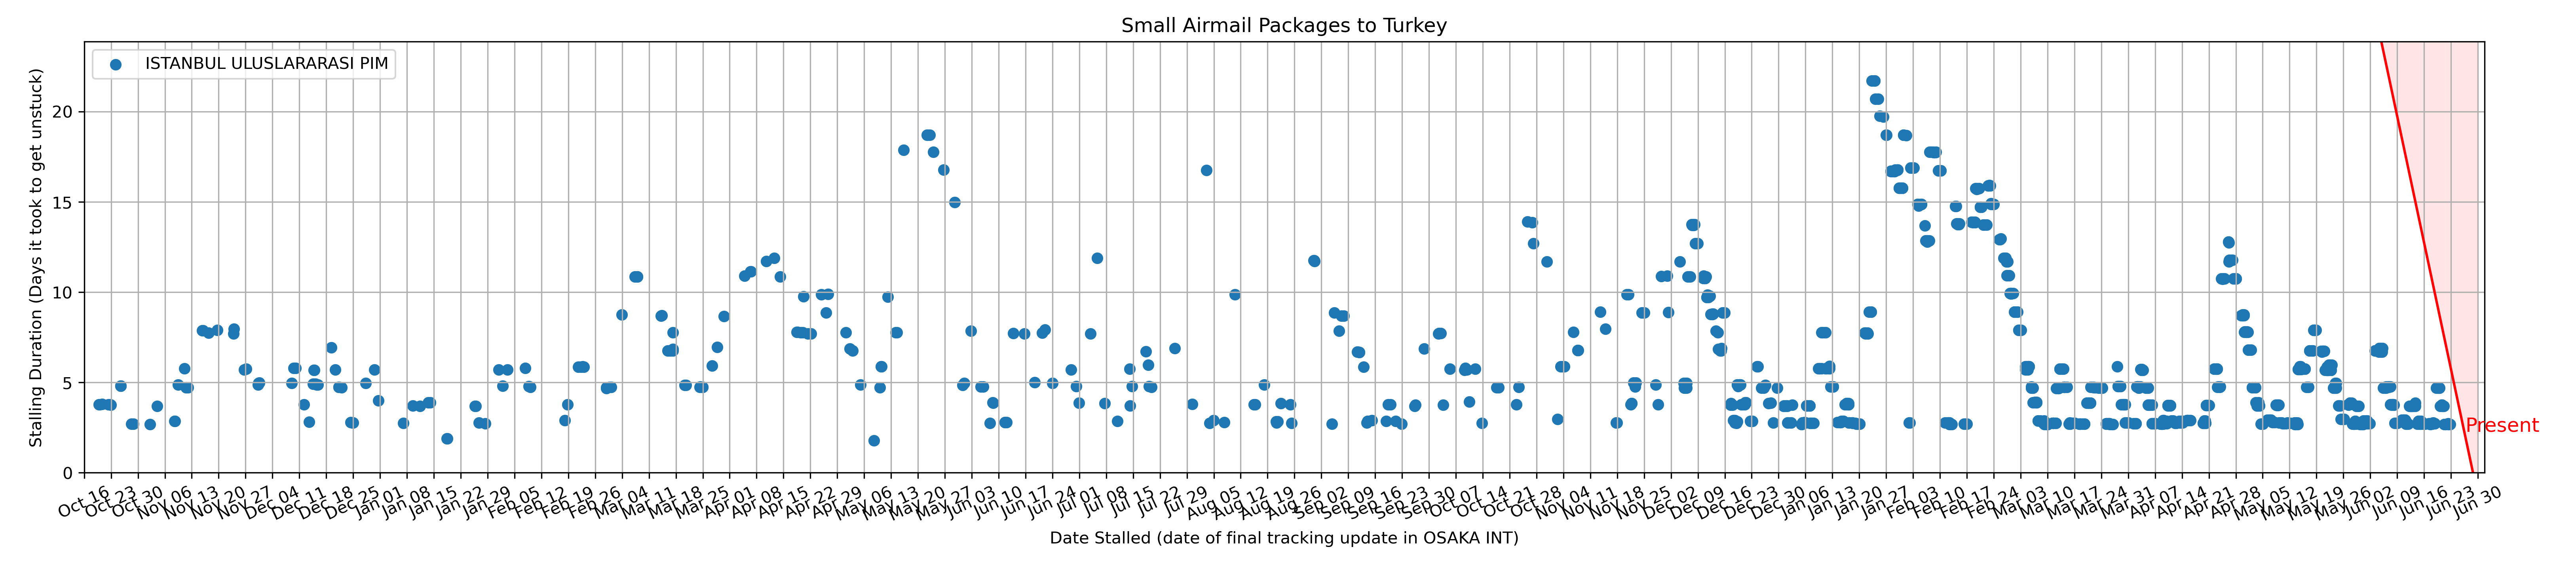 Small Airmail Packages to Turkey
ISTANBUL ULUSLARARASI PIM
Stalling Duration (Days it took to get unstuck)
20
15
10
5
0
Present
Oct 16
Oct 23
Oct 30
Nov 06
Nov 13
Nov 20
Nov 27
Dec 04
Dec 11
Dec 18
Dec 25
Jan 01
Jan 08
Jan 15
Jan 22
Jan 29
Feb 05
Feb 12
Feb 19
Feb 26
Mar 04
Mar 11
Mar 18
Mar 25
Apr 01
Apr 08
Apr 15
Apr 22
Apr 29
May 06
May 13
May 20
May 27
Jun 03
Jun 10
Jun 17
Jun 24
Jul 01
Jul 08
Jul 15
Jul 22
Jul 29
Aug 05
Aug 12
Aug 19
Aug 26
Sep 02
Sep 09
Sep 16
Sep 23
Sep 30
Oct 07
Oct 14
Oct 21
Oct 28
Nov 04
Nov 11
Nov 18
Nov 25
Dec 02
Dec 09
Dec 16
Dec 23
Dec 30
Jan 06
Jan 13
Jan 20
Jan 27
Feb 03
Feb 10
Feb 17
Feb 24
Mar 03
Mar 10
Mar 17
Mar 24
Mar 31
Apr 07
Apr 14
Apr 21
Apr 28
May 05
May 12
May 19
May 26
Jun 02
Jun 09
Jun 16
Jun 23
Jun 30
Date Stalled (date of final tracking update in OSAKA INT)